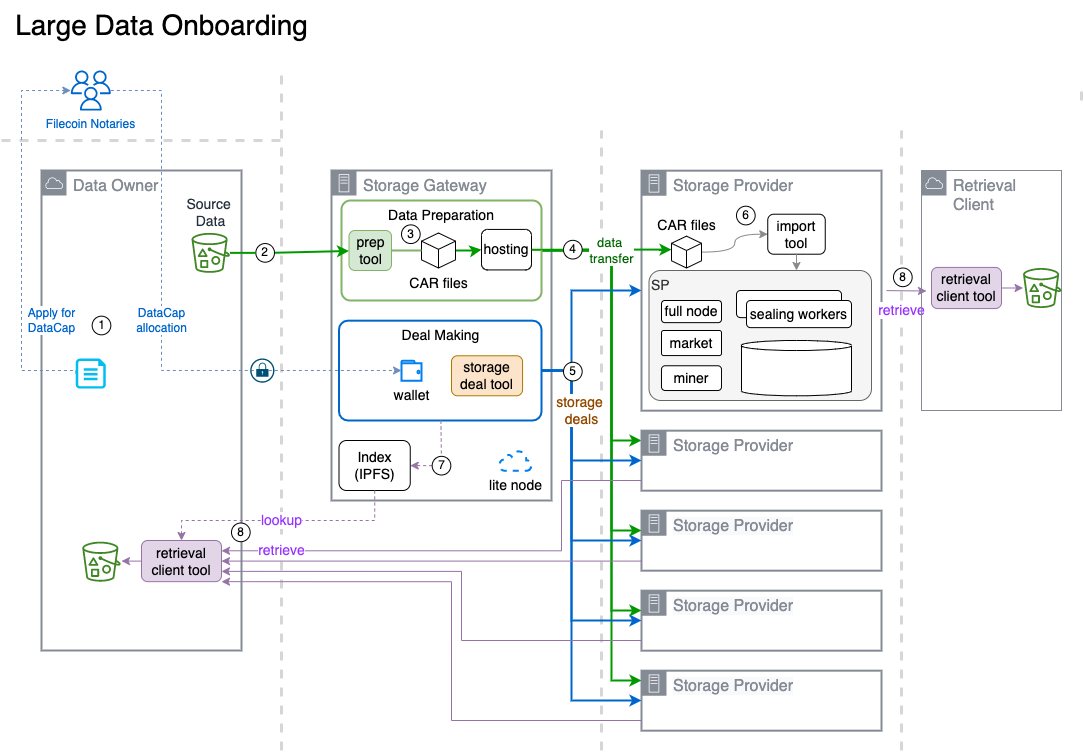 Large Data Onboarding
Filecoin Notaries
Data Owner
Source
Data
2
Apply for
DataCap
1
DataCap
allocation
Storage Gateway
Data Preparation
prep
tool
3
CAR files
hosting
4
data
transfer
Deal Making
wallet
storage
deal tool
5
storage
deals
Index
(IPFS)
7
lite node
lookup
8
retrieve
retrieval
client tool
Storage Provider
CAR files
6
import
tool
SP
full node
market
miner
sealing workers
8
retrieve
Retrieval
Client
retrieval
client tool
Storage Provider
Storage Provider
Storage Provider
Storage Provider